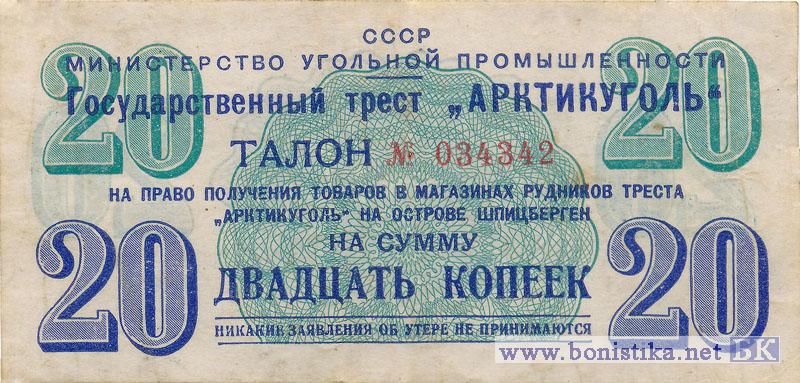 СССР
МИНИСТЕРСТВО УГОЛЬНОЙ ПРОМЫШЛЕННОСТИ
Государственный трест „АРКТИКУГОЛЬ“
20 20
ТАЛОН № 034342
НА ПРАВО ПОЛУЧЕНИЯ ТОВАРОВ В МАГАЗИНАХ РУДНИКОВ ТРЕСТА
„АРКТИКУГОЛЬ“ НА ОСТРОВЕ ШПИЦБЕРГЕН
НА СУММУ
20 ДВАДЦАТЬ КОПЕЕК 20
НИКАКИЕ ЗАЯВЛЕНИЯ ОБ УТЕРЕ НЕ ПРИНИМАЮТСЯ
www.bonistika.net БК